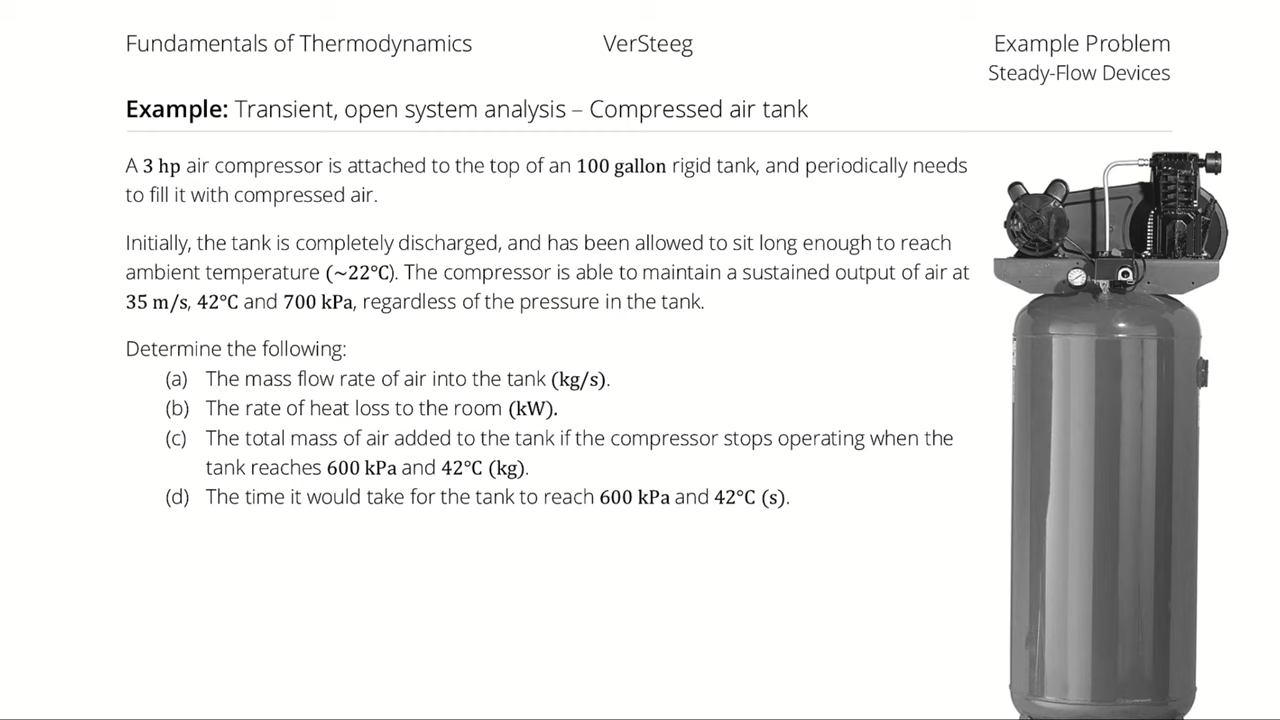 Fundamentals of Thermodynamics VerSteeg Example Problem
Steady-Flow Devices
Example: Transient, open system analysis – Compressed air tank
A 3 hp air compressor is attached to the top of an 100 gallon rigid tank, and periodically needs
to fill it with compressed air.
Initially, the tank is completely discharged, and has been allowed to sit long enough to reach
ambient temperature (~22°C). The compressor is able to maintain a sustained output of air at
35 m/s, 42°C and 700 kPa, regardless of the pressure in the tank.
Determine the following:
(a) The mass flow rate of air into the tank (kg/s).
(b) The rate of heat loss to the room (kW).
(c) The total mass of air added to the tank if the compressor stops operating when the
tank reaches 600 kPa and 42°C (kg).
(d) The time it would take for the tank to reach 600 kPa and 42°C (s).